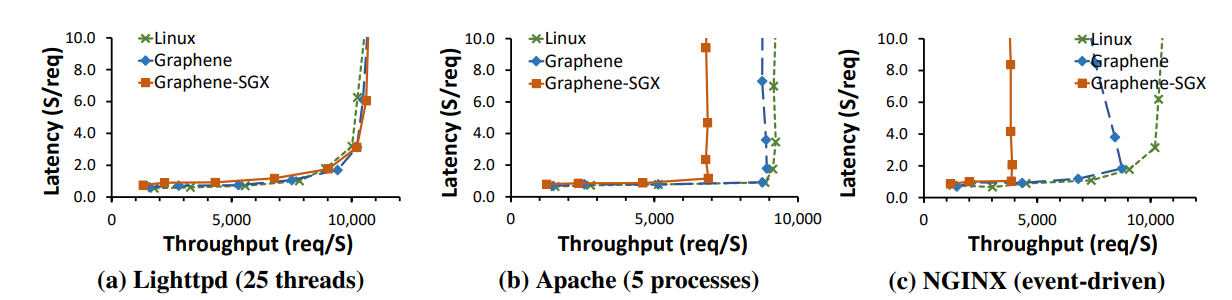 Latency (S/req)
10.0
8.0
6.0
4.0
2.0
0.0
Linux
Graphene
Graphene-SGX
0
5,000
10,000
Throughput (req/S)
(a) Lighttpd (25 threads)
Latency (S/req)
10.0
8.0
6.0
4.0
2.0
0.0
Linux
Graphene
Graphene-SGX
0
5,000
10,000
Throughput (req/S)
(b) Apache (5 processes)
Latency (S/req)
10.0
8.0
6.0
4.0
2.0
0.0
Linux
Graphene
Graphene-SGX
0
5,000
10,000
Throughput (req/S)
(c) NGINX (event-driven)